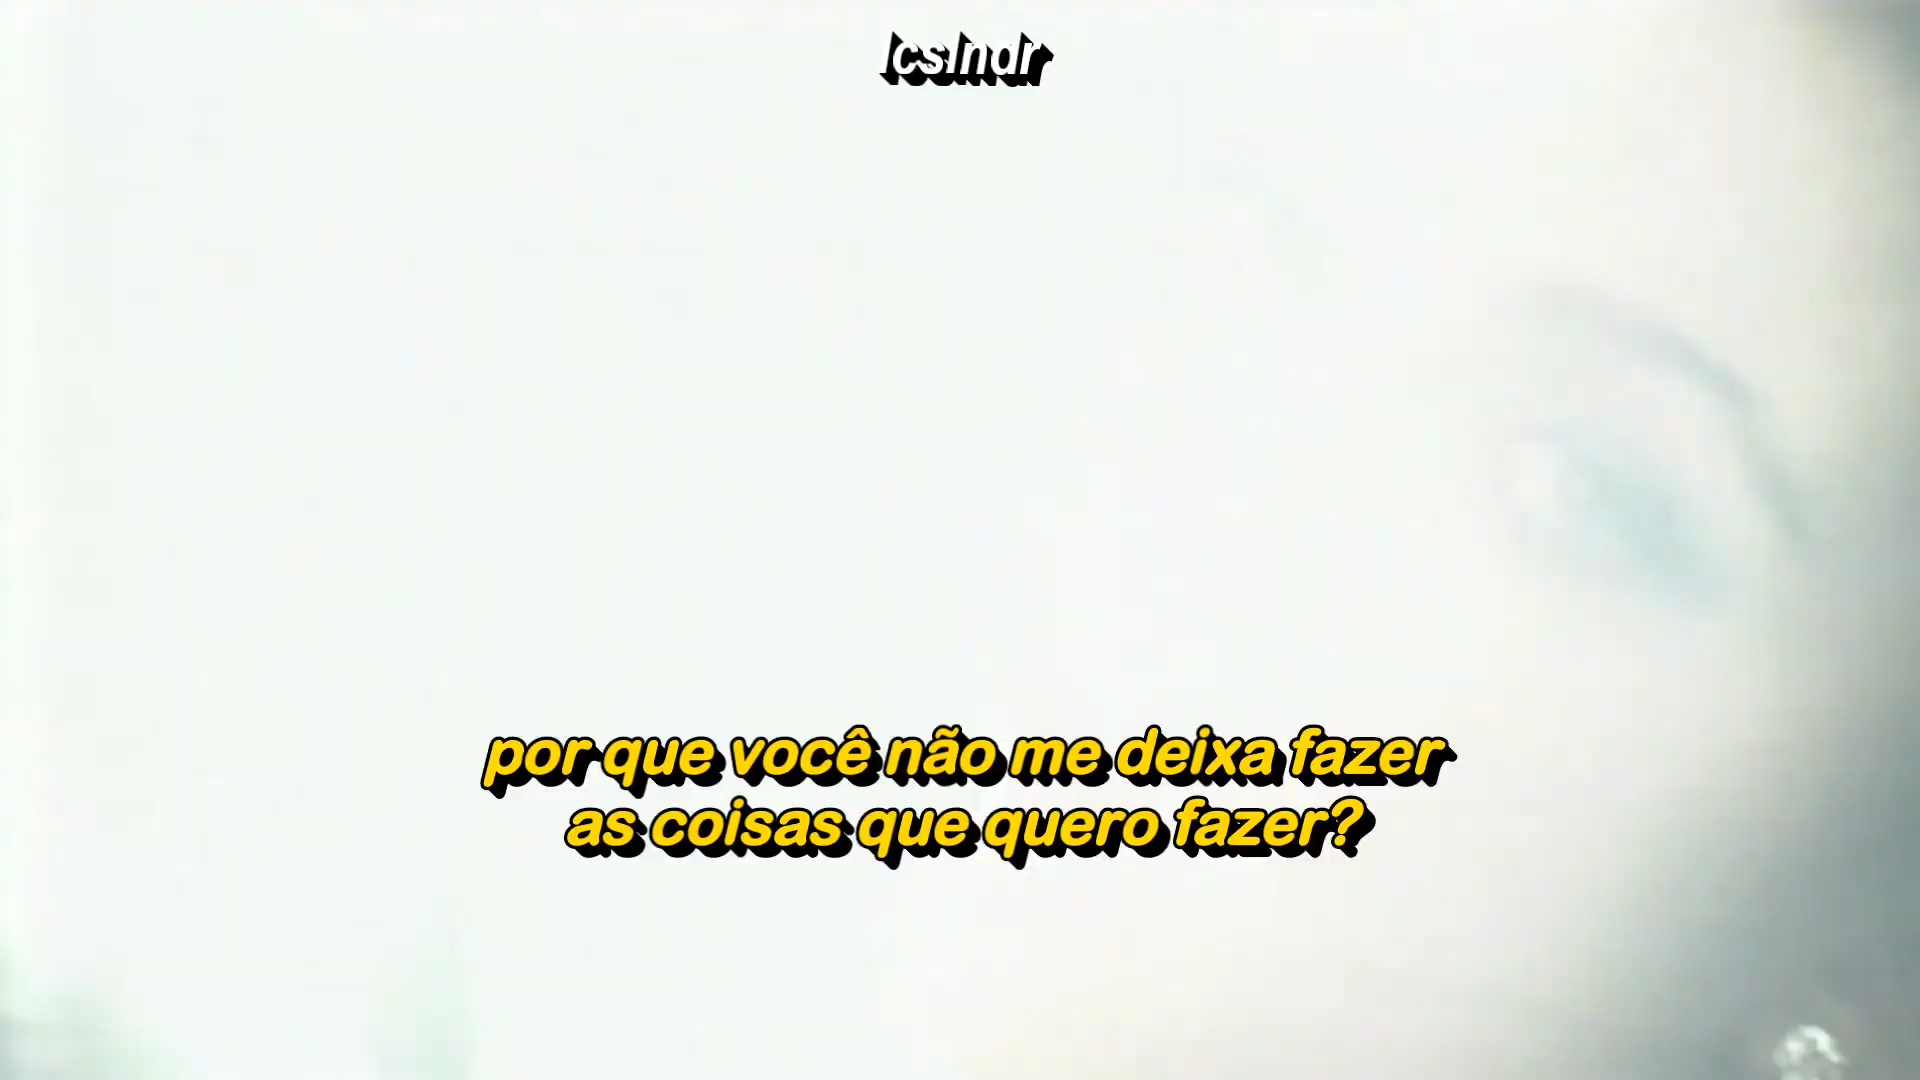 lcslndr
por que você não me deixa fazer
as coisas que quero fazer?